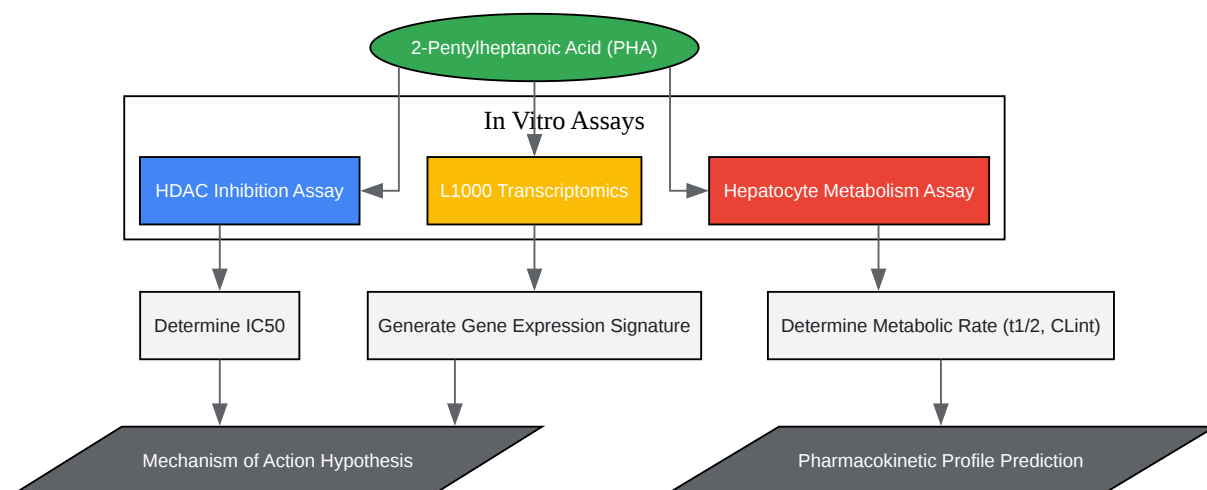 2-Pentylheptanoic Acid (PHA)
In Vitro Assays
HDAC Inhibition Assay
L1000 Transcriptomics
Hepatocyte Metabolism Assay
Determine IC50
Generate Gene Expression Signature
Determine Metabolic Rate (t1/2, CLint)
Mechanism of Action Hypothesis
Pharmacokinetic Profile Prediction